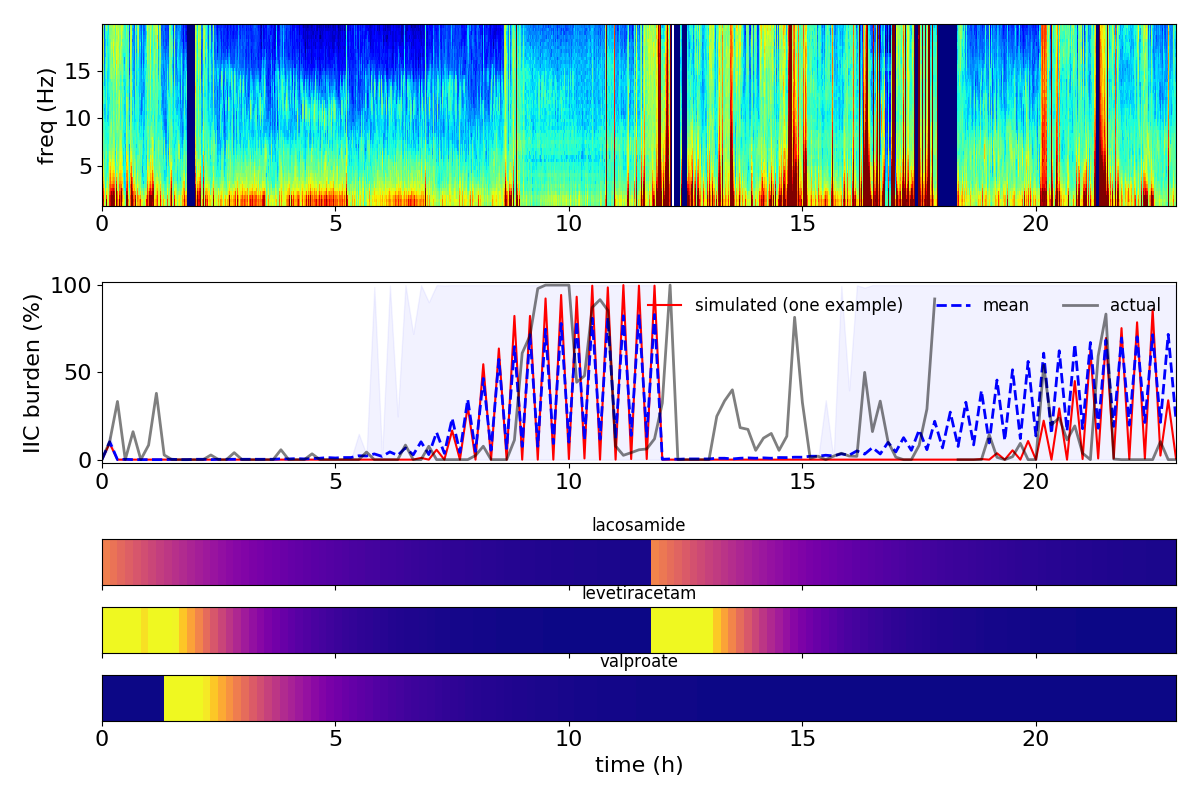 freq (Hz)
15
10
5
0 5 10 15 20
IIC burden (%)
100
50
0
simulated (one example) mean actual
0 5 10 15 20
lacosamide
levetiracetam
valproate
0 5 10 15 20
time (h)